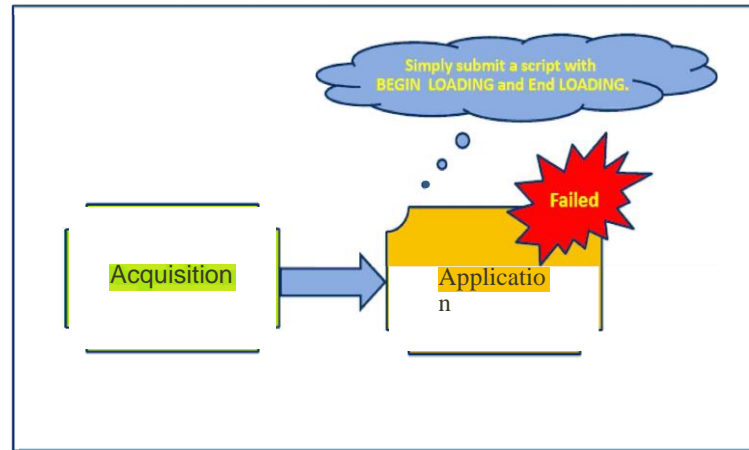 Simply submit a script with
BEGIN LOADING and End LOADING.
Failed
Acquisition
Applicatio
n